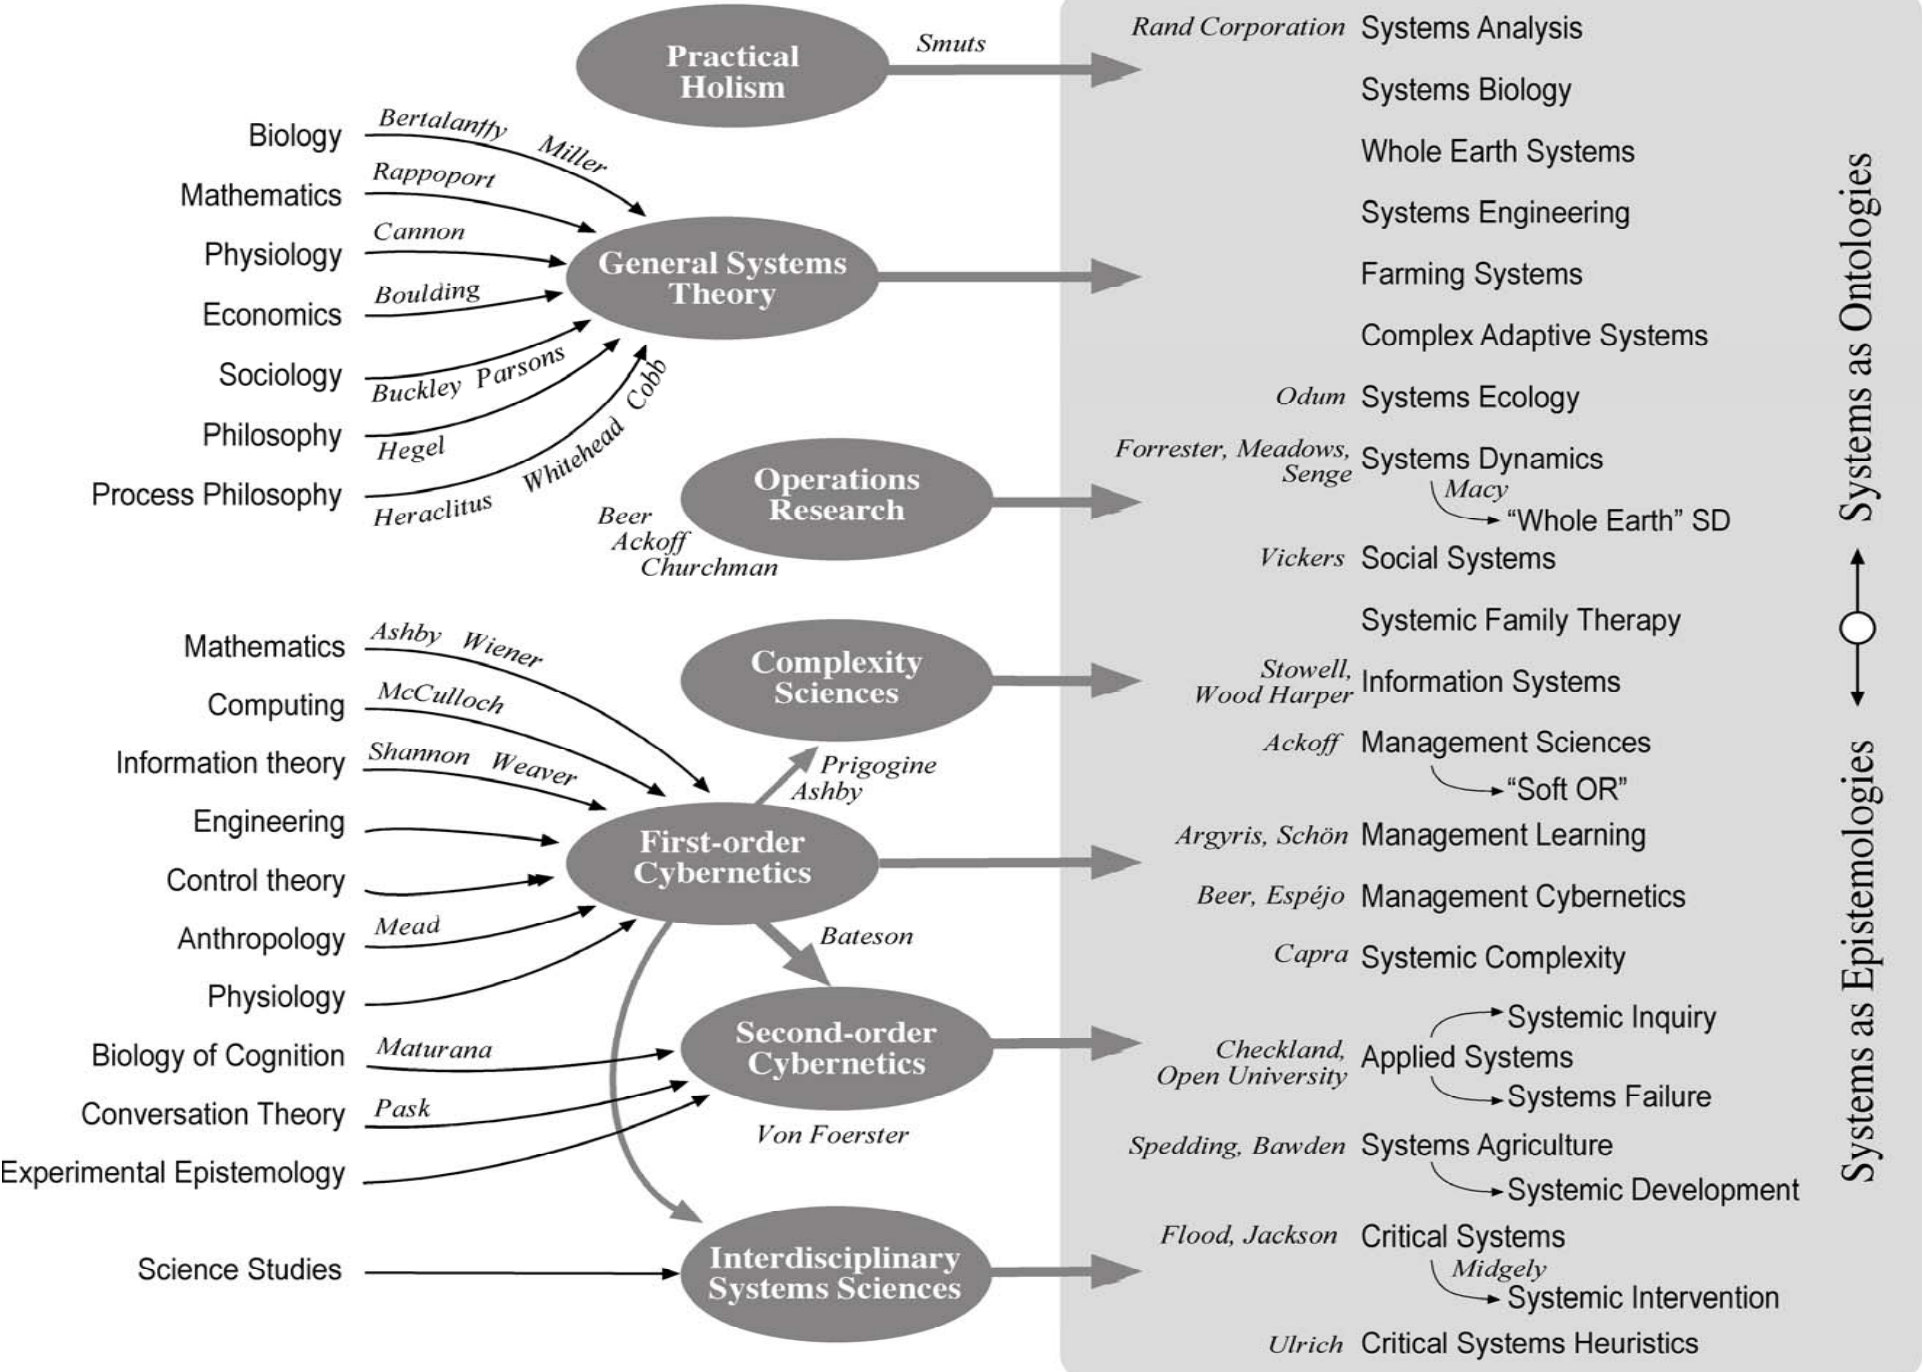 Practical
Holism
Smuts
Biology
Bertalanffy Miller
Mathematics
Rappoport
Physiology
Cannon
Economics
Boulding
Sociology
Buckley Parsons
Philosophy
Hegel
Process Philosophy
Heraclitus Whitehead Cobb
General Systems
Theory
Operations
Research
Beer
Ackoff
Churchman
Mathematics
Ashby Wiener
Computing
McCulloch
Information theory
Shannon Weaver
Engineering
Control theory
Anthropology
Mead
Physiology
Biology of Cognition
Maturana
Conversation Theory
Pask
Experimental Epistemology
Science Studies
Complexity
Sciences
Prigogine
Ashby
First-order
Cybernetics
Bateson
Second-order
Cybernetics
Von Foerster
Interdisciplinary
Systems Sciences
Rand Corporation Systems Analysis
Systems Biology
Whole Earth Systems
Systems Engineering
Farming Systems
Complex Adaptive Systems
Odum Systems Ecology
Forrester, Meadows,
Senge Systems Dynamics
Macy
“Whole Earth” SD
Vickers Social Systems
Systemic Family Therapy
Stowell,
Wood Harper Information Systems
Ackoff Management Sciences
“Soft OR”
Argyris, Schön Management Learning
Beer, Espéjo Management Cybernetics
Capra Systemic Complexity
Systemic Inquiry
Checkland,
Open University Applied Systems
Systems Failure
Spedding, Bawden Systems Agriculture
Systemic Development
Flood, Jackson Critical Systems
Midgely
Systemic Intervention
Ulrich Critical Systems Heuristics
Systems as Ontologies
Systems as Epistemologies